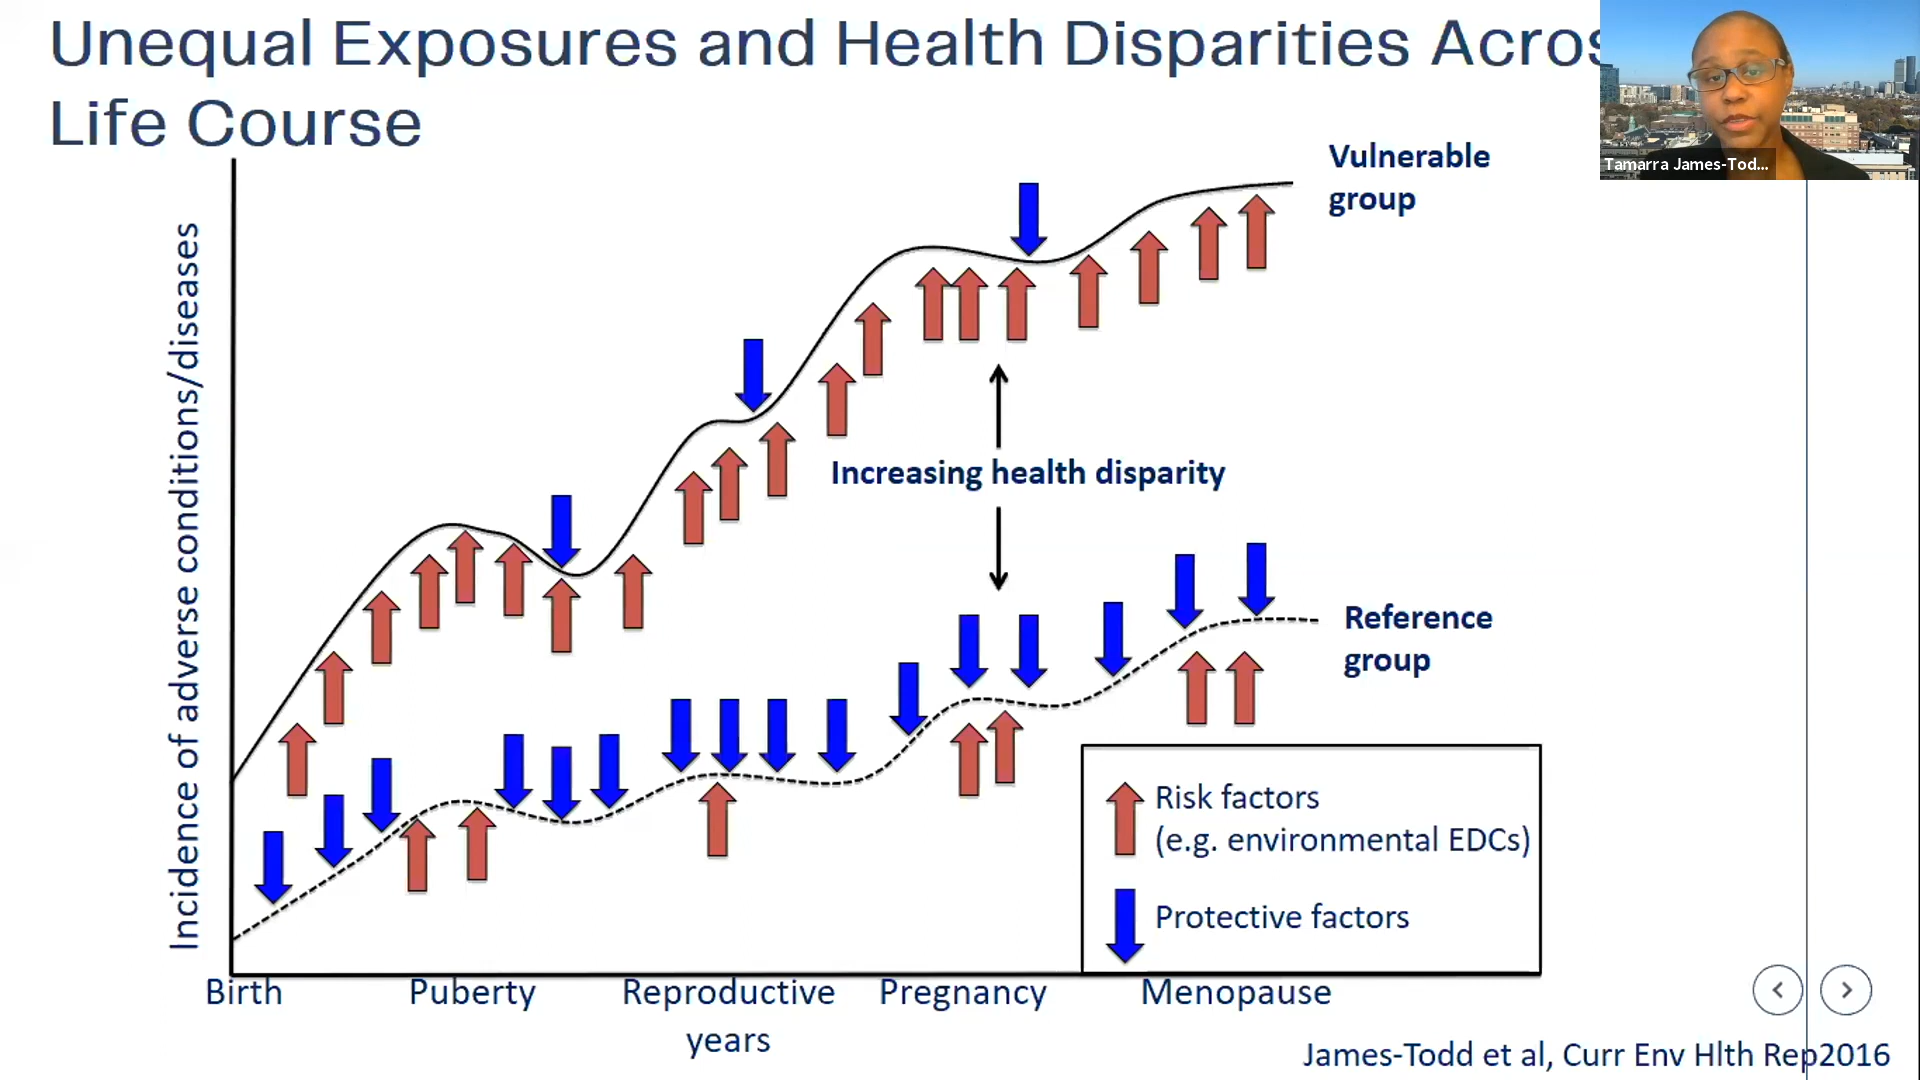 Unequal Exposures and Health Disparities Acros
Life Course
Tamarra James-Tod...
Vulnerable
group
Incidence of adverse conditions/diseases
Increasing health disparity
Reference
group
Risk factors
(e.g. environmental EDCs)
Protective factors
Birth Puberty Reproductive Pregnancy Menopause
years
James-Todd et al, Curr Env Hlth Rep2016